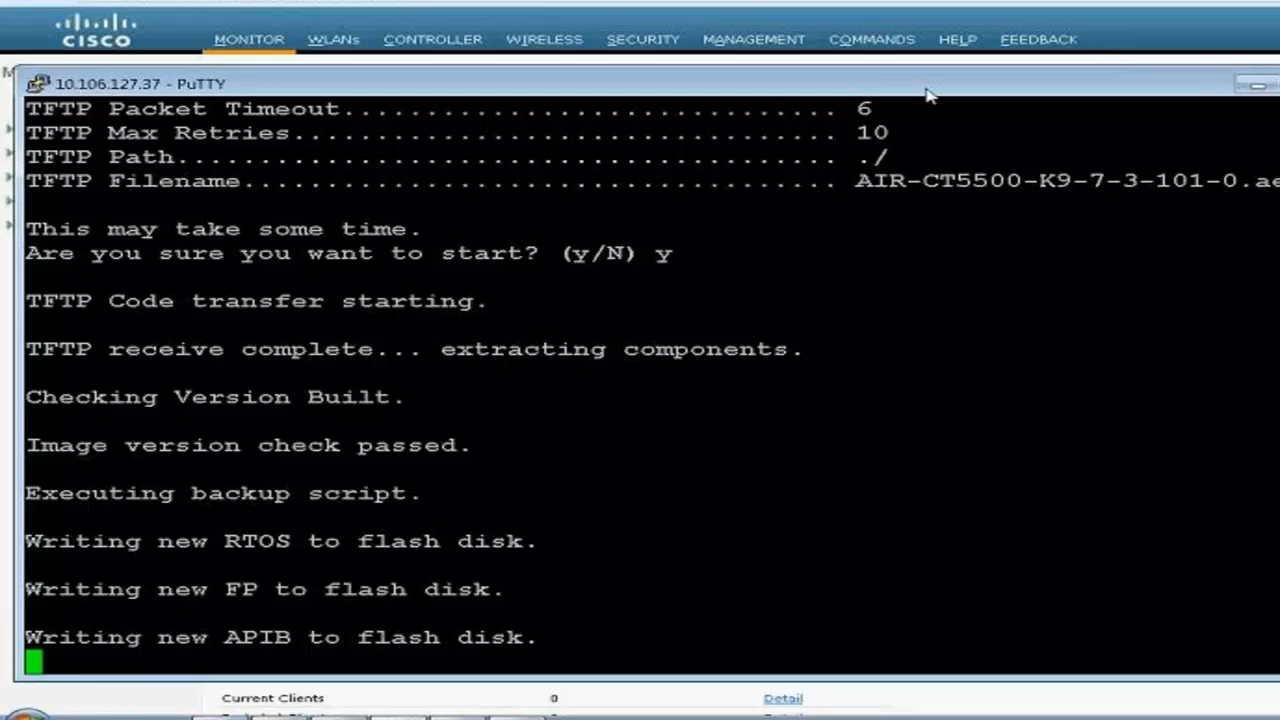 CISCO
MONITOR WLANs CONTROLLER WIRELESS SECURITY MANAGEMENT COMMANDS HELP FEEDBACK
10.106.127.37 - PuTTY
TFTP Packet Timeout.............................. 6
TFTP Max Retries................................. 10
TFTP Path........................................ ./
TFTP Filename.................................... AIR-CT5500-K9-7-3-101-0.ae
This may take some time.
Are you sure you want to start? (y/N) y
TFTP Code transfer starting.
TFTP receive complete... extracting components.
Checking Version Built.
Image version check passed.
Executing backup script.
Writing new RTOS to flash disk.
Writing new FP to flash disk.
Writing new APIB to flash disk.
Current Clients 0 Detail